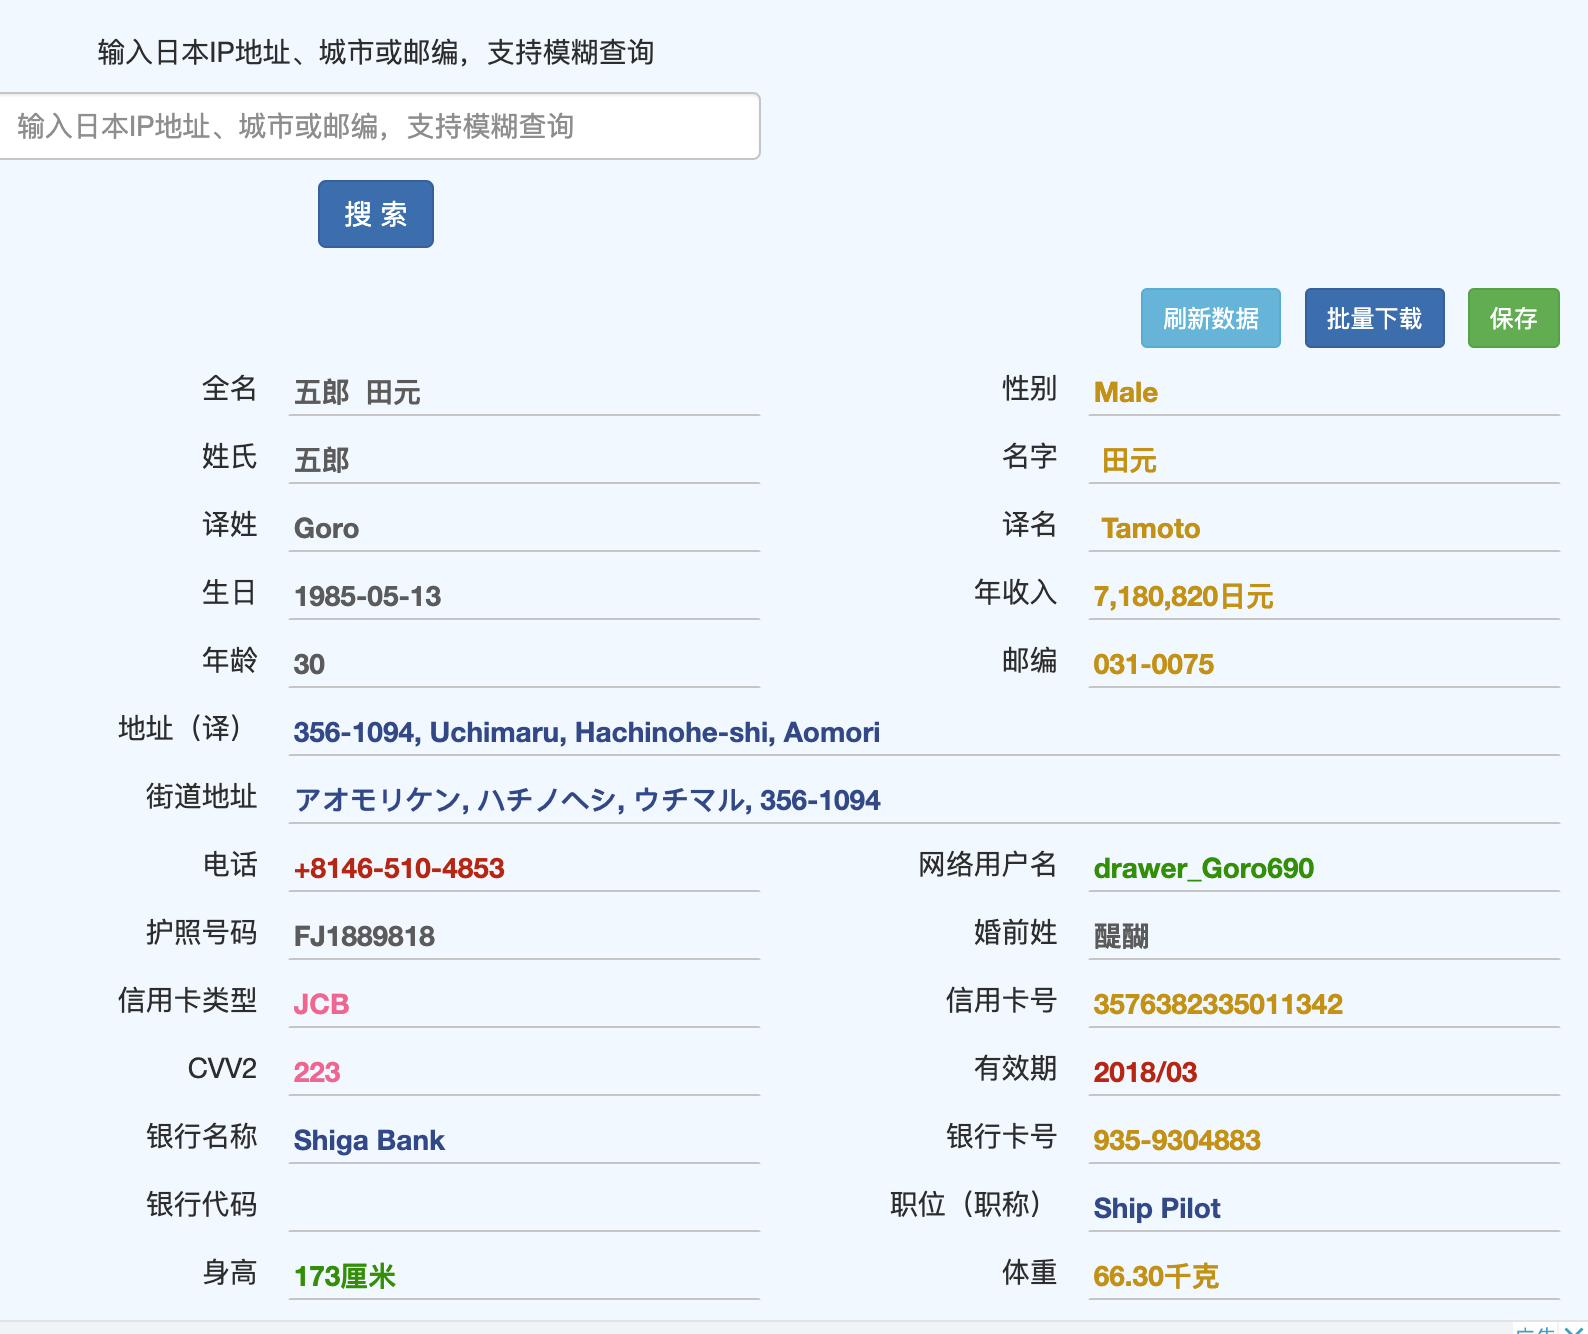 输入日本IP地址、城市或邮编，支持模糊查询
输入日本IP地址、城市或邮编，支持模糊查询
搜 索
刷新数据 批量下载 保存
全名 五郎 田元 性别 Male
姓氏 五郎 名字 田元
译姓 Goro 译名 Tamoto
生日 1985-05-13 年收入 7,180,820日元
年龄 30 邮编 031-0075
地址（译） 356-1094, Uchimaru, Hachinohe-shi, Aomori
街道地址 アオモリケン, ハチノヘシ, ウチマル, 356-1094
电话 +8146-510-4853 网络用户名 drawer_Goro690
护照号码 FJ1889818 婚前姓 醍醐
信用卡类型 JCB 信用卡号 3576382335011342
CVV2 223 有效期 2018/03
银行名称 Shiga Bank 银行卡号 935-9304883
银行代码 职位（职称） Ship Pilot
身高 173厘米 体重 66.30千克
广告